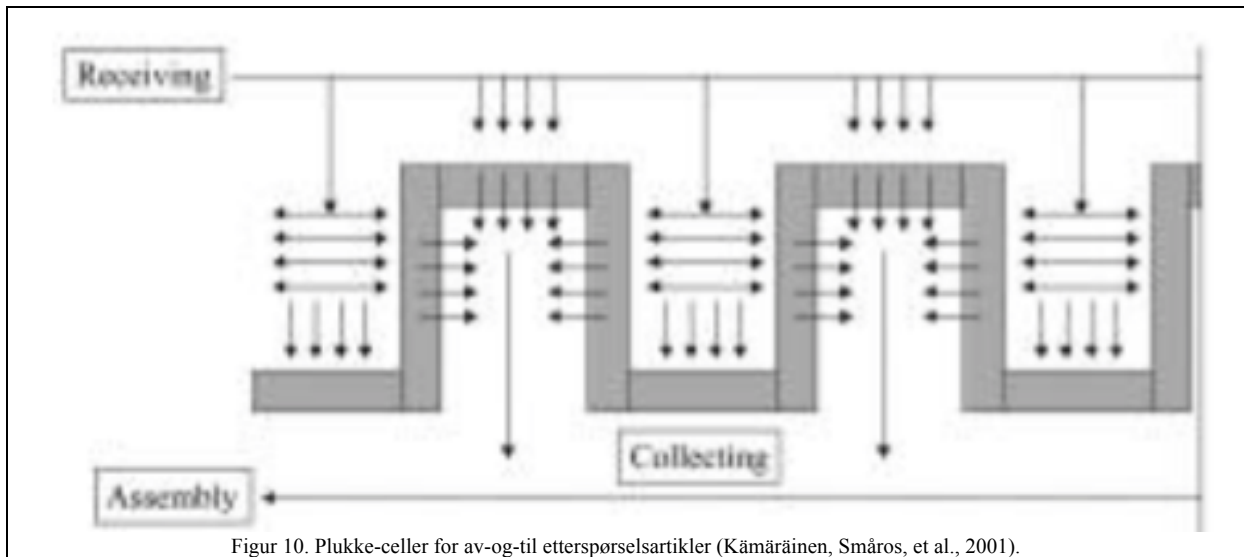 Receiving
Collecting
Assembly
Figur 10. Plukke-celler for av-og-til etterspørselsartikler (Kämäräinen, Småros, et al., 2001).